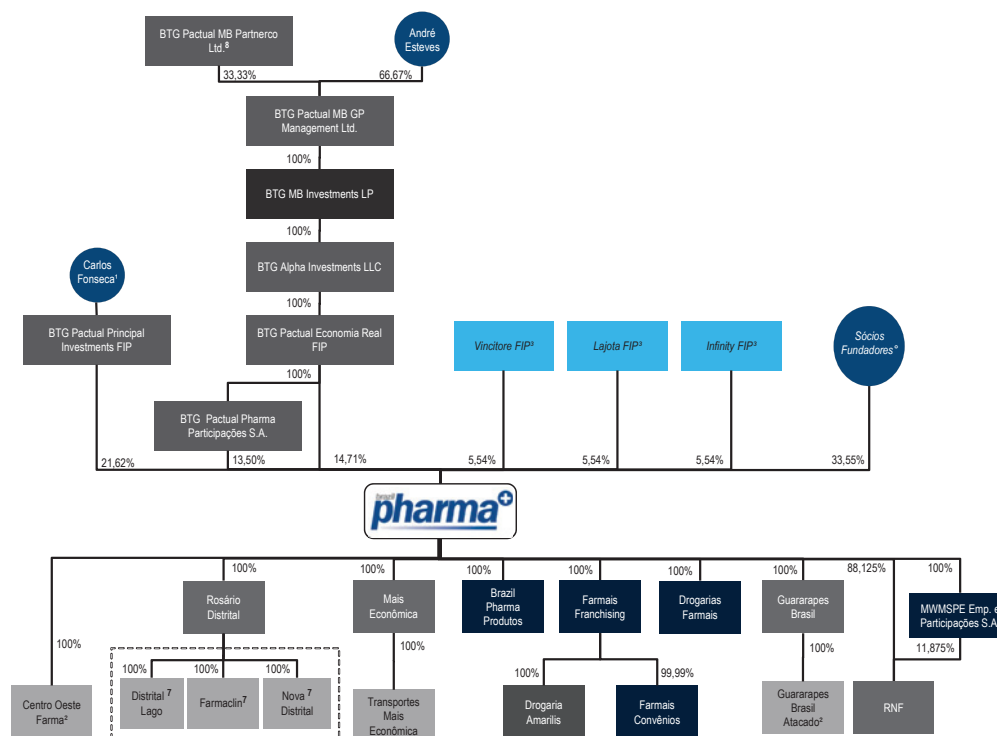 BTG Pactual MB Partnerco
Ltd.⁸
André
Esteves
33,33%
66,67%
BTG Pactual MB GP
Management Ltd.
100%
BTG MB Investments LP
100%
BTG Alpha Investments LLC
100%
Carlos
Fonseca¹
BTG Pactual Principal
Investments FIP
BTG Pactual Economia Real
FIP
Vincitore FIP³
Lajota FIP³
Infinity FIP³
Sócios
Fundadores⁹
100%
BTG Pactual Pharma
Participações S.A.
21,62%
13,50%
14,71%
5,54%
5,54%
5,54%
33,55%
brazil
pharma+
100%
100%
100%
100%
100%
100%
88,125%
100%
Rosário
Distrital
Mais
Econômica
Brazil
Pharma
Produtos
Farmais
Franchising
Drogarias
Farmais
Guararapes
Brasil
MWMSPE Emp. e
Participações S.A
100%
100%
100%
100%
100%
100%
99,99%
100%
11,875%
Centro Oeste
Farma²
Distrital ⁷
Lago
Farmaclin⁷
Nova ⁷
Distrital
Transportes
Mais
Econômica
Drogaria
Amarilis
Farmais
Convênios
Guararapes
Brasil
Atacado²
RNF